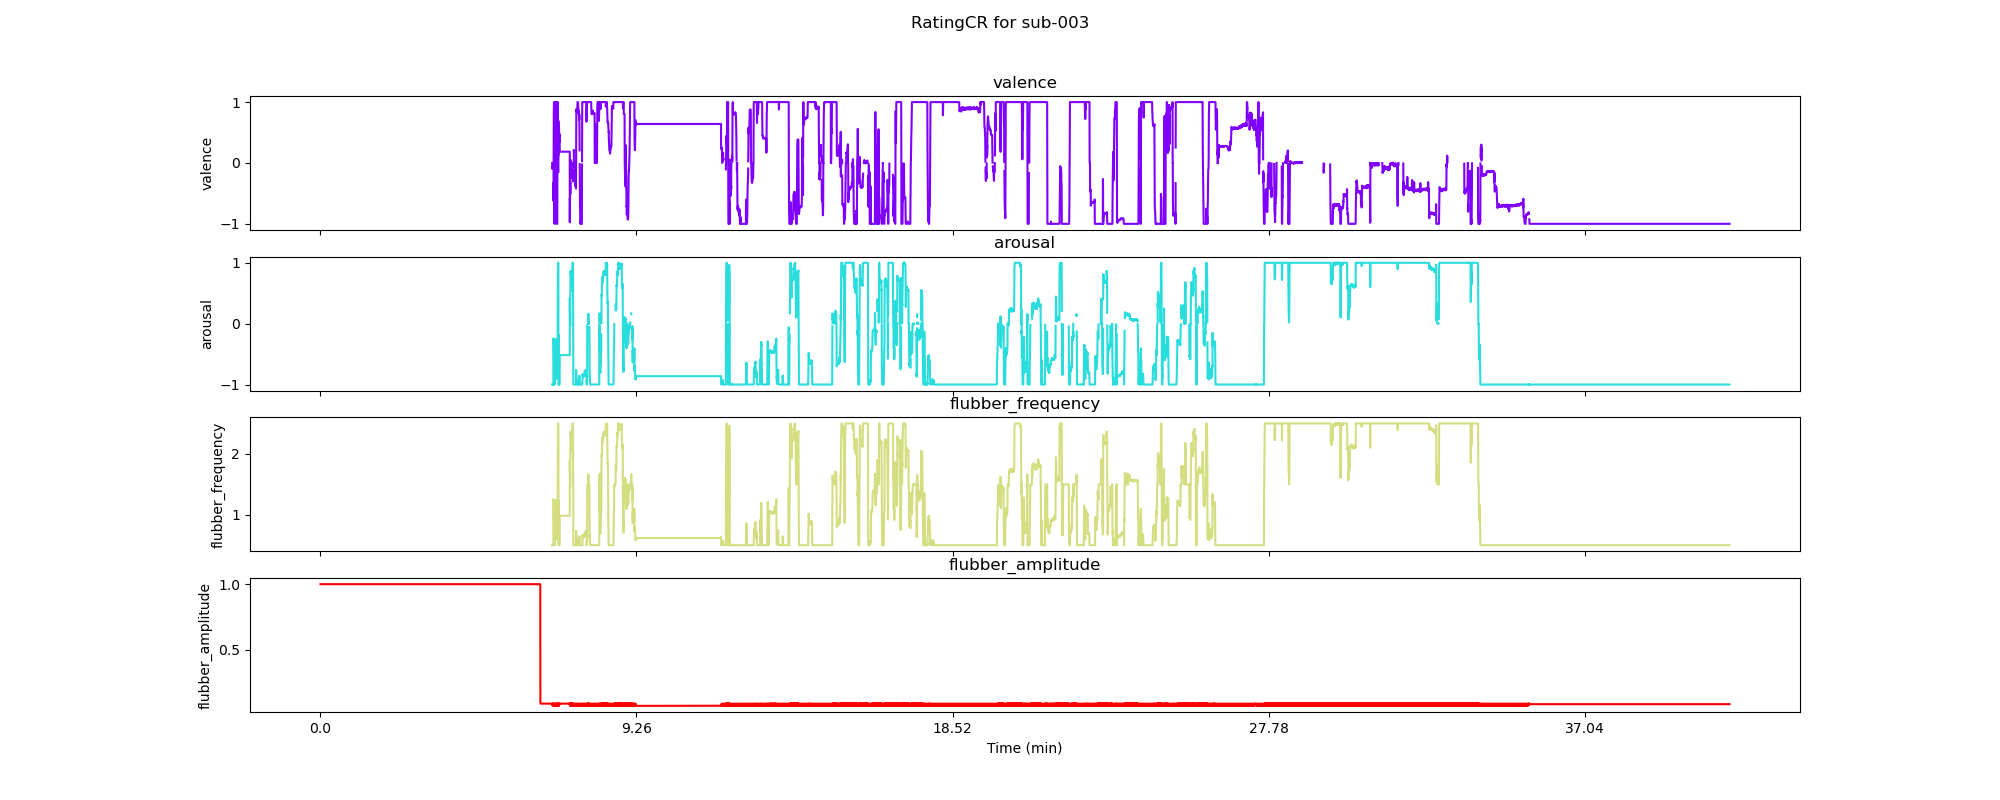 RatingCR for sub-003
valence
valence
1
0
−1
arousal
arousal
1
0
−1
flubber_frequency
flubber_frequency
2
1
flubber_amplitude
flubber_amplitude
1.0
0.5
0.0 9.26 18.52 27.78 37.04
Time (min)